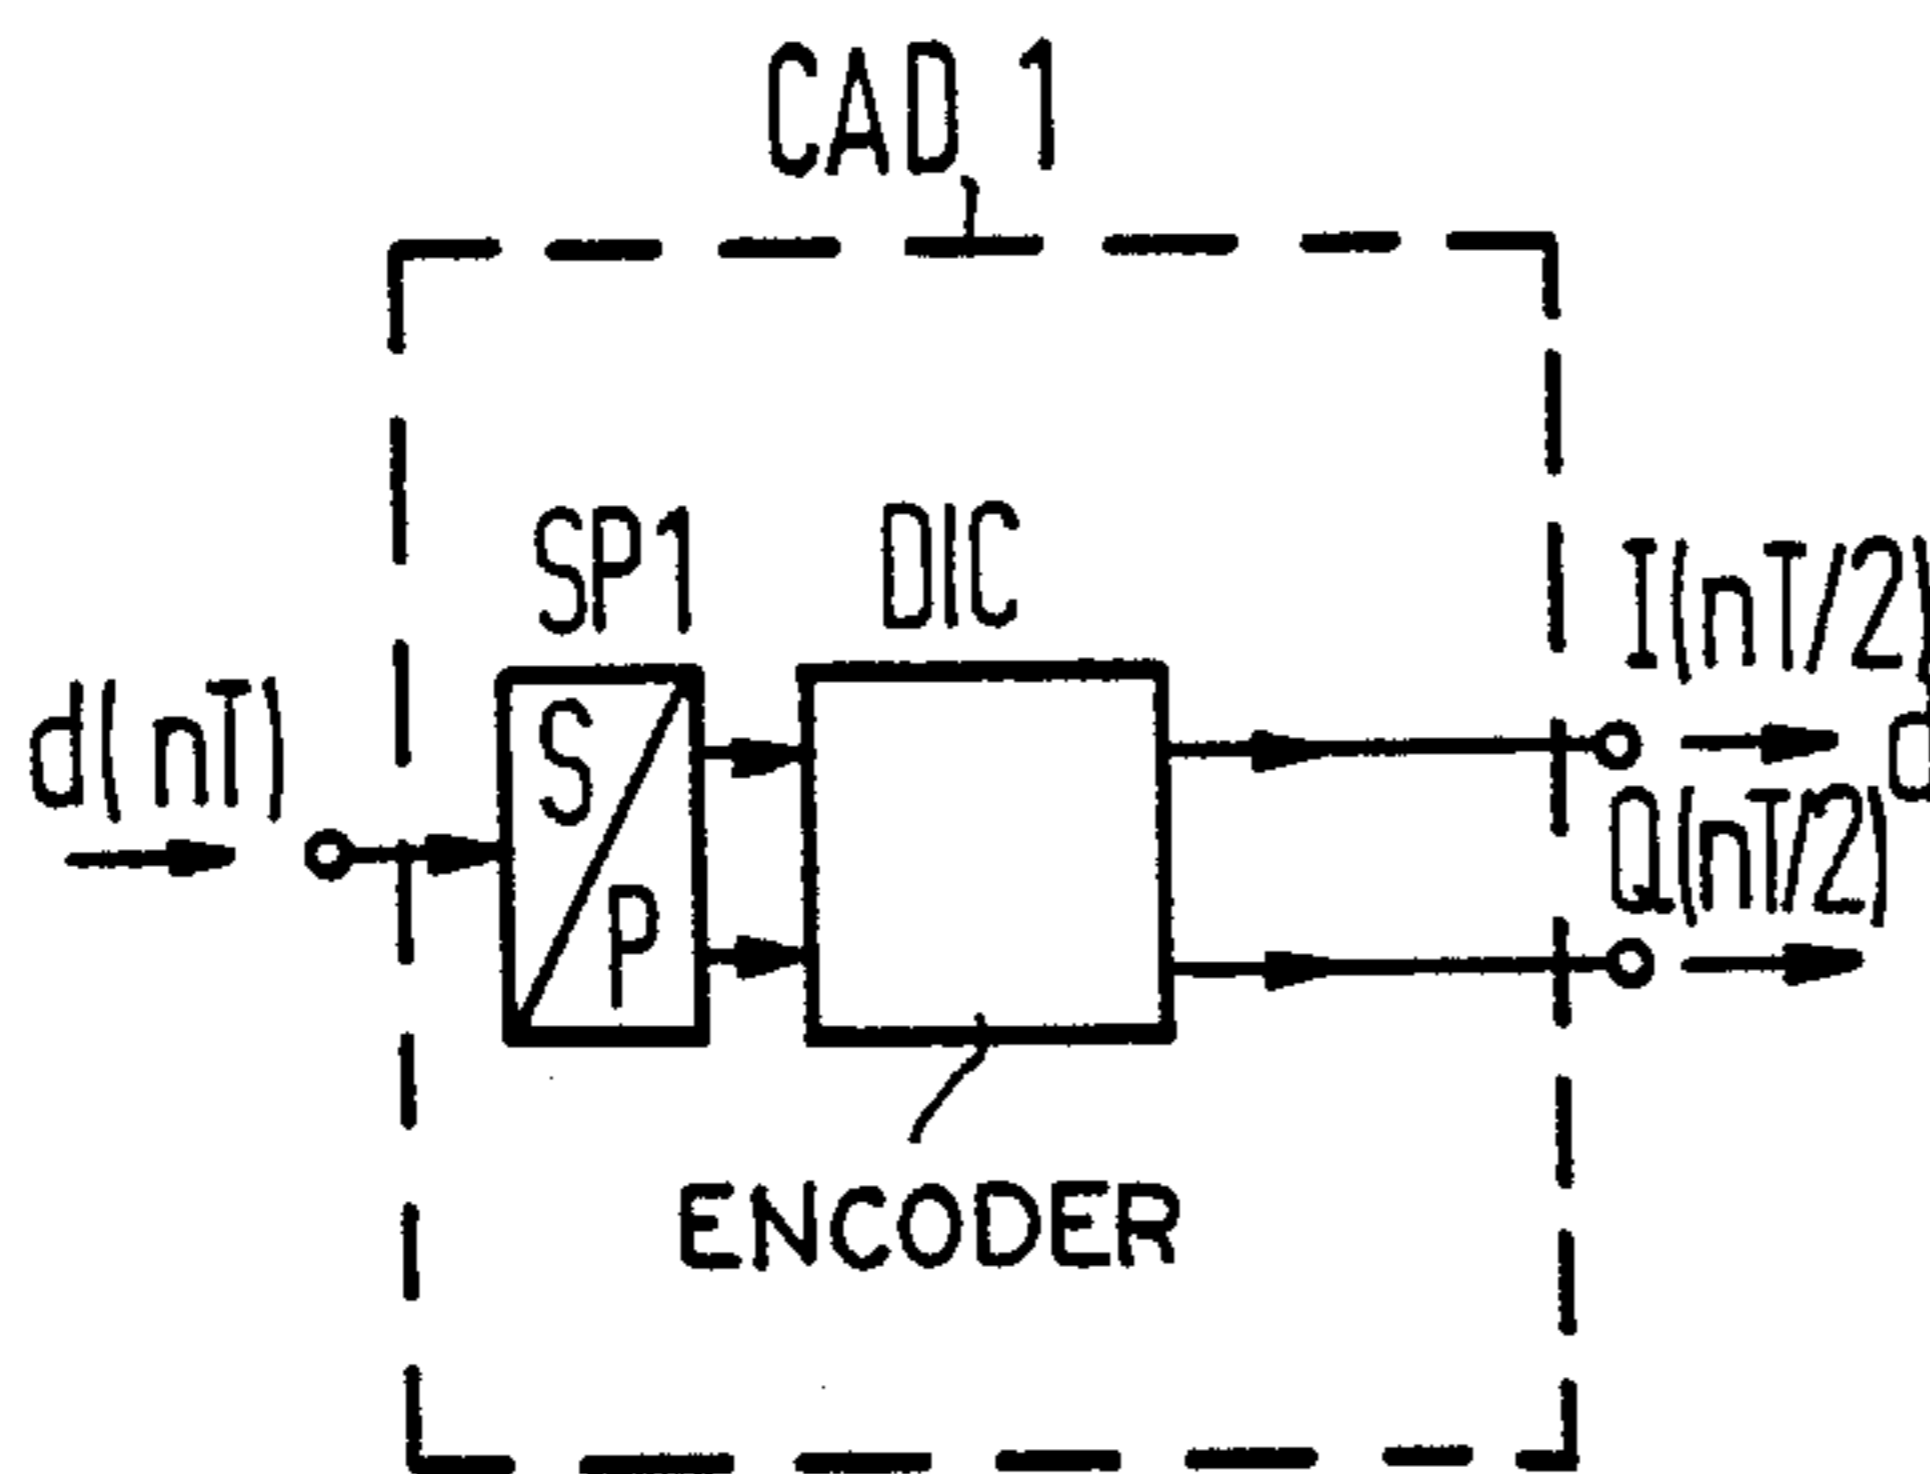 CAD 1
SP1
DIC
I(nT/2)
d(nT)
S
P
Q(nT/2)
ENCODER